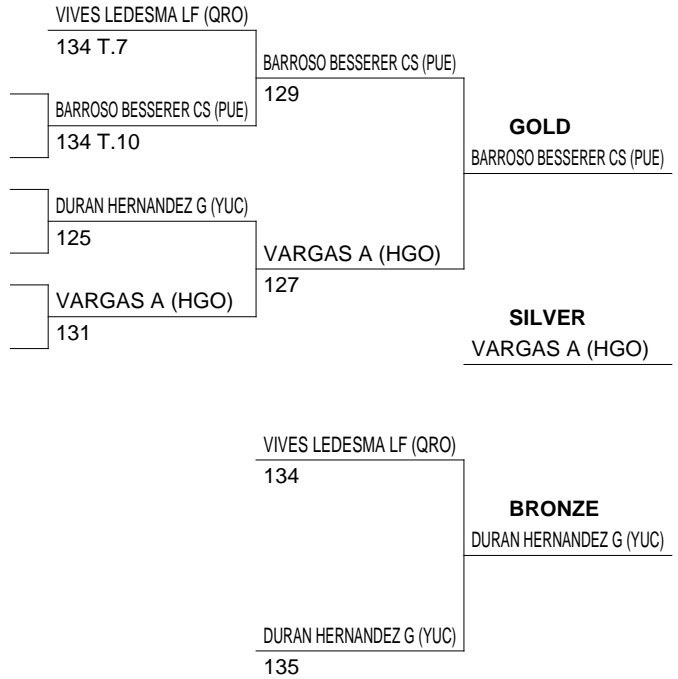 VIVES LEDESMA LF (QRO)
134 T.7
BARROSO BESSERER CS (PUE)
129
BARROSO BESSERER CS (PUE)
134 T.10
GOLD
BARROSO BESSERER CS (PUE)
DURAN HERNANDEZ G (YUC)
125
VARGAS A (HGO)
127
VARGAS A (HGO)
131
SILVER
VARGAS A (HGO)
VIVES LEDESMA LF (QRO)
134
BRONZE
DURAN HERNANDEZ G (YUC)
DURAN HERNANDEZ G (YUC)
135